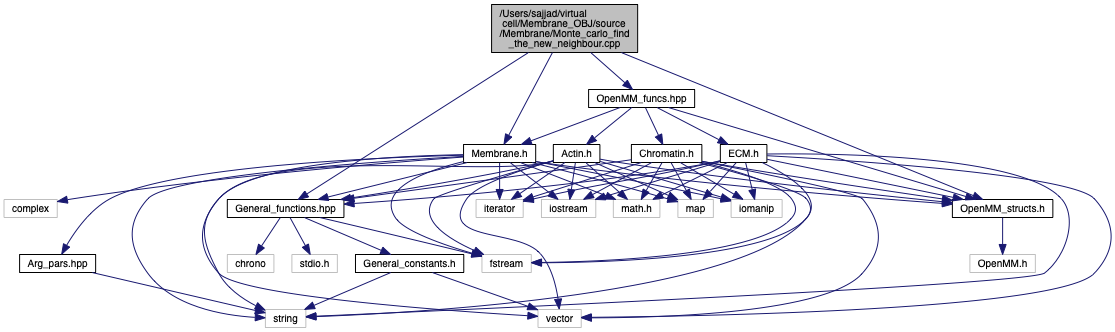 /Users/sajjad/virtual
cell/Membrane_OBJ/source
/Membrane/Monte_carlo_find
_the_new_neighbour.cpp
OpenMM_funcs.hpp
Membrane.h
Actin.h
Chromatin.h
ECM.h
complex
General_functions.hpp
iterator
iostream
math.h
map
iomanip
OpenMM_structs.h
Arg_pars.hpp
chrono
stdio.h
General_constants.h
fstream
OpenMM.h
string
vector